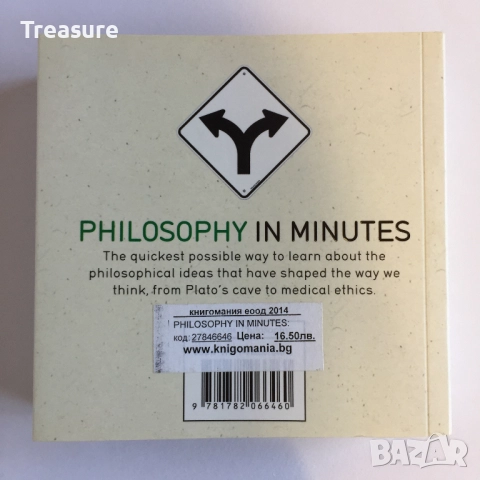 Treasure
PHILOSOPHY IN MINUTES
The quickest possible way to learn about the
philosophical ideas that have shaped the way we
think, from Plato's cave to medical ethics.
книгомания еоод 2014
PHILOSOPHY IN MINUTES:
код: 27846646 Цена: 16.50лв.
www.knigomania.bg
9 781782 066460
BAZAR